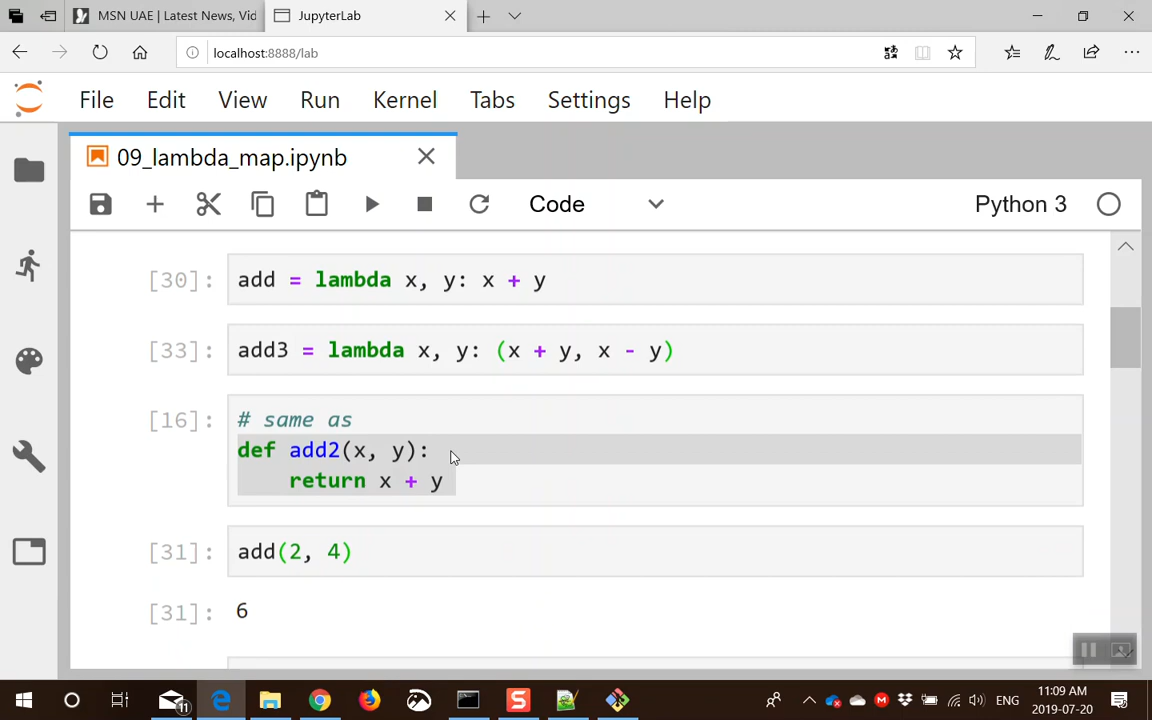 MSN UAE | Latest News, Vid
JupyterLab
localhost:8888/lab
File Edit View Run Kernel Tabs Settings Help
09_lambda_map.ipynb
Code
Python 3
[30]: add = lambda x, y: x + y
[33]: add3 = lambda x, y: (x + y, x - y)
[16]: # same as
def add2(x, y):
return x + y
[31]: add(2, 4)
[31]: 6
11
S
M
ENG
11:09 AM
2019-07-20